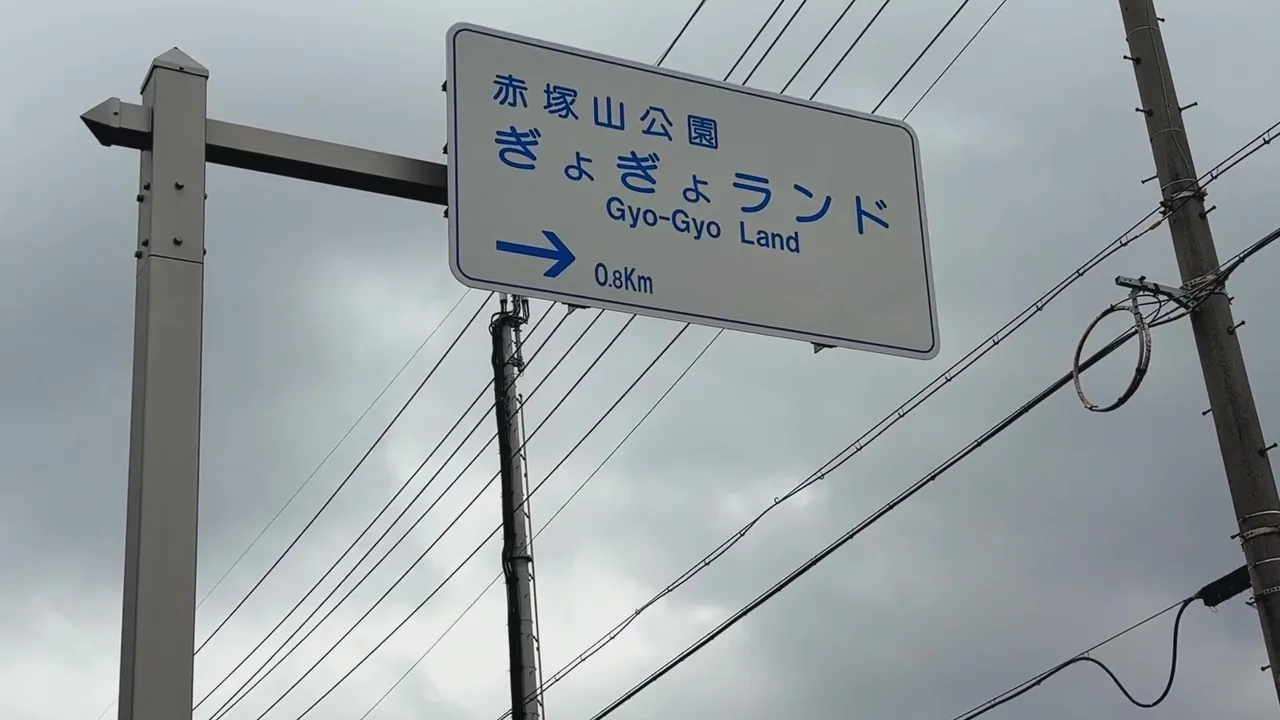 赤塚山公園
ぎょぎょランド
Gyo-Gyo Land
→ 0.8Km